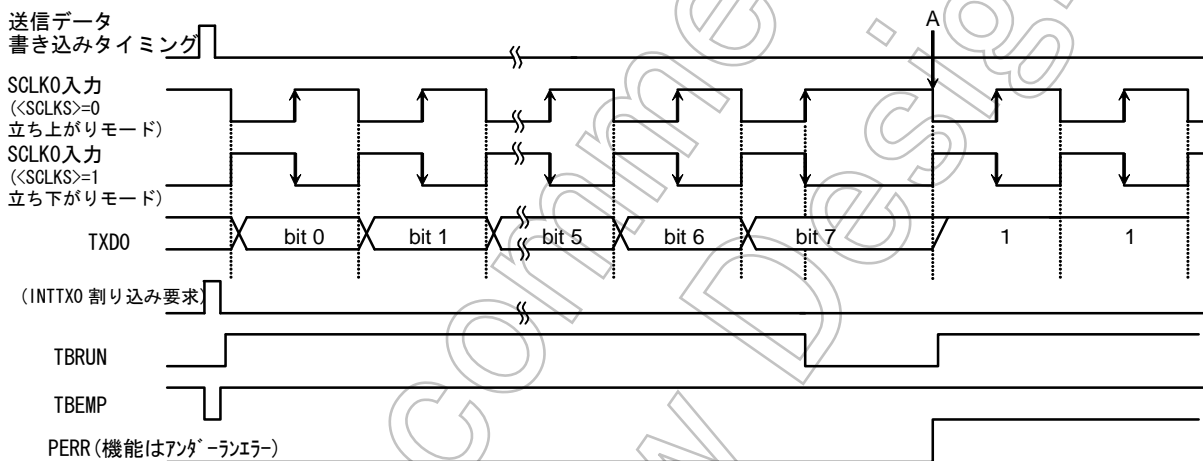 送信データ
書き込みタイミング
A
SCLK0入力
(<SCLKS>=0
立ち上がりモード)
SCLK0入力
(<SCLKS>=1
立ち下がりモード)
TXD0 bit 0 bit 1 bit 5 bit 6 bit 7 1 1
(INTTX0 割り込み要求)
TBRUN
TBEMP
PERR(機能はｱﾝﾀﾞｰﾗﾝｴﾗｰ)